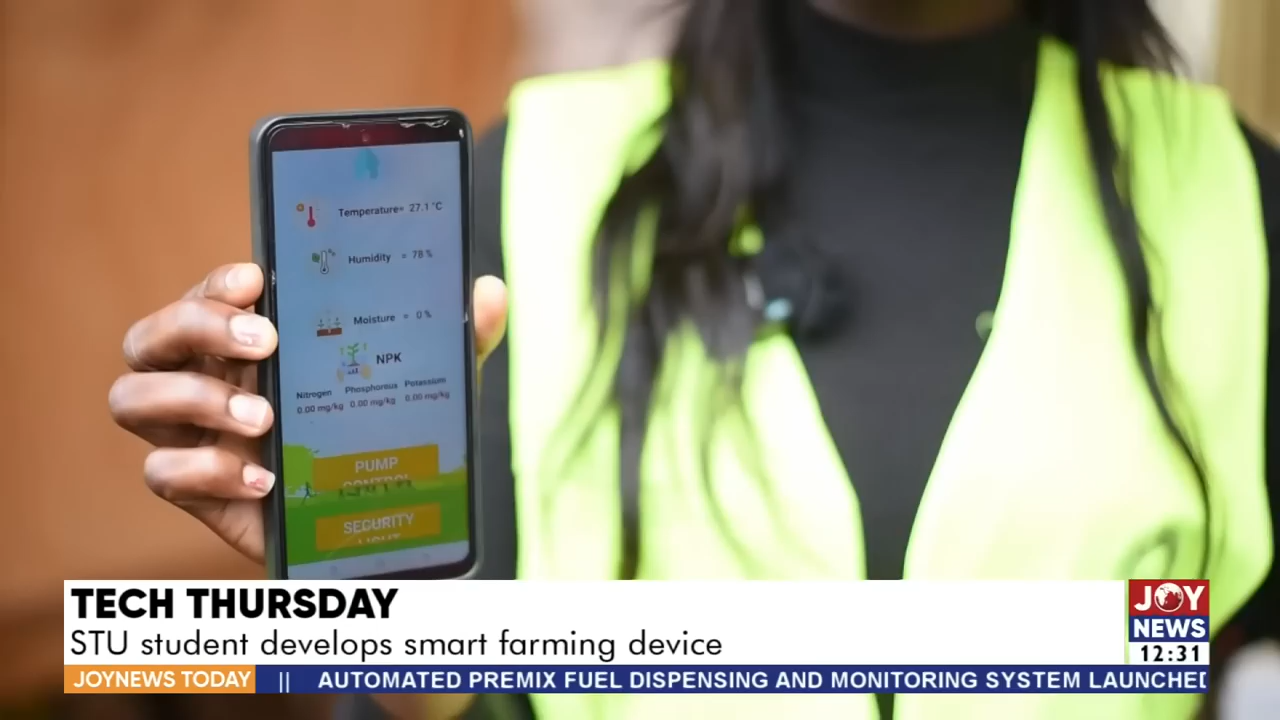 Temperature= 27.1 °C
Humidity = 78 %
Moisture = 0 %
NPK
Nitrogen Phosphorous Potassium
0.00 mg/kg 0.00 mg/kg 0.00 mg/kg
PUMP
CONTROL
SECURITY
LIGHT
TECH THURSDAY
STU student develops smart farming device
JOY
NEWS
12:31
JOYNEWS TODAY || AUTOMATED PREMIX FUEL DISPENSING AND MONITORING SYSTEM LAUNCHED